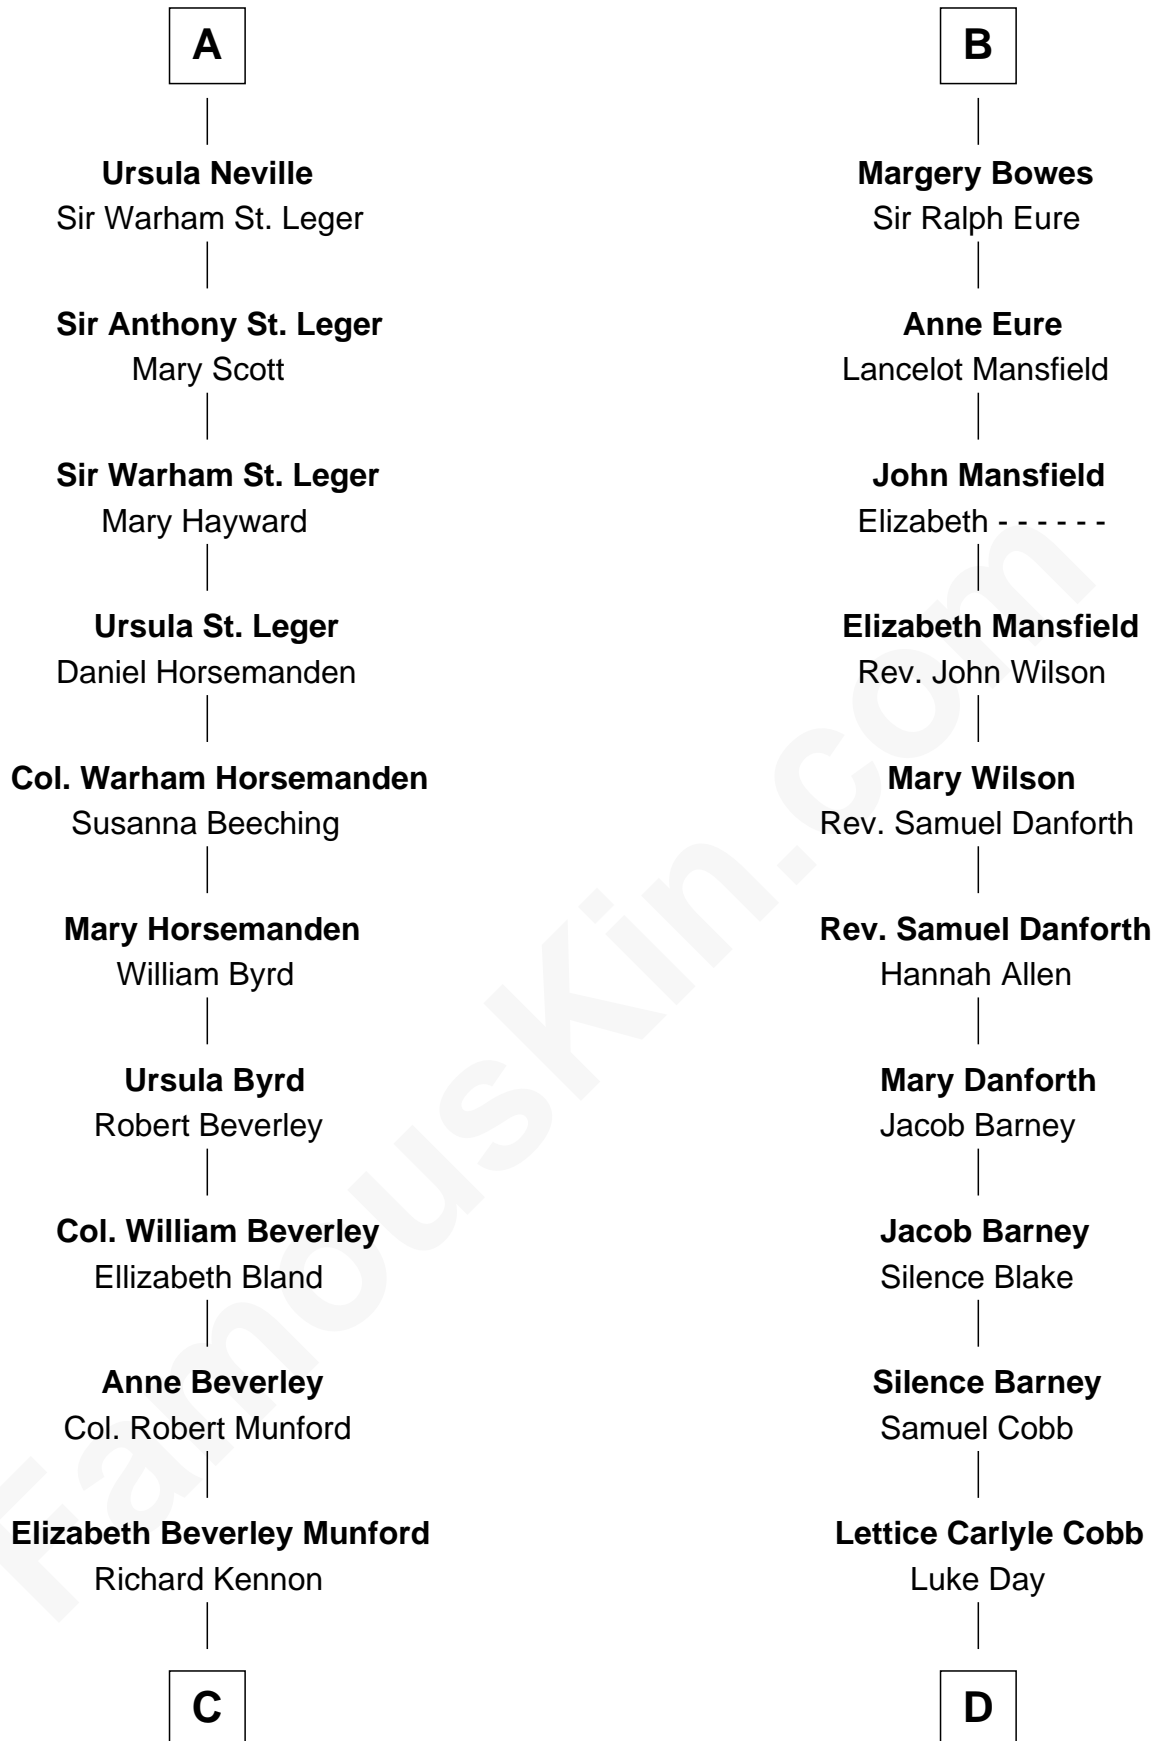 A
Ursula Neville
Sir Warham St. Leger
Sir Anthony St. Leger
Mary Scott
Sir Warham St. Leger
Mary Hayward
Ursula St. Leger
Daniel Horsemanden
Col. Warham Horsemanden
Susanna Beeching
Mary Horsemanden
William Byrd
Ursula Byrd
Robert Beverley
Col. William Beverley
Ellizabeth Bland
Anne Beverley
Col. Robert Munford
Elizabeth Beverley Munford
Richard Kennon
C
B
Margery Bowes
Sir Ralph Eure
Anne Eure
Lancelot Mansfield
John Mansfield
Elizabeth - - - - - -
Elizabeth Mansfield
Rev. John Wilson
Mary Wilson
Rev. Samuel Danforth
Rev. Samuel Danforth
Hannah Allen
Mary Danforth
Jacob Barney
Jacob Barney
Silence Blake
Silence Barney
Samuel Cobb
Lettice Carlyle Cobb
Luke Day
D
FamousKin.com